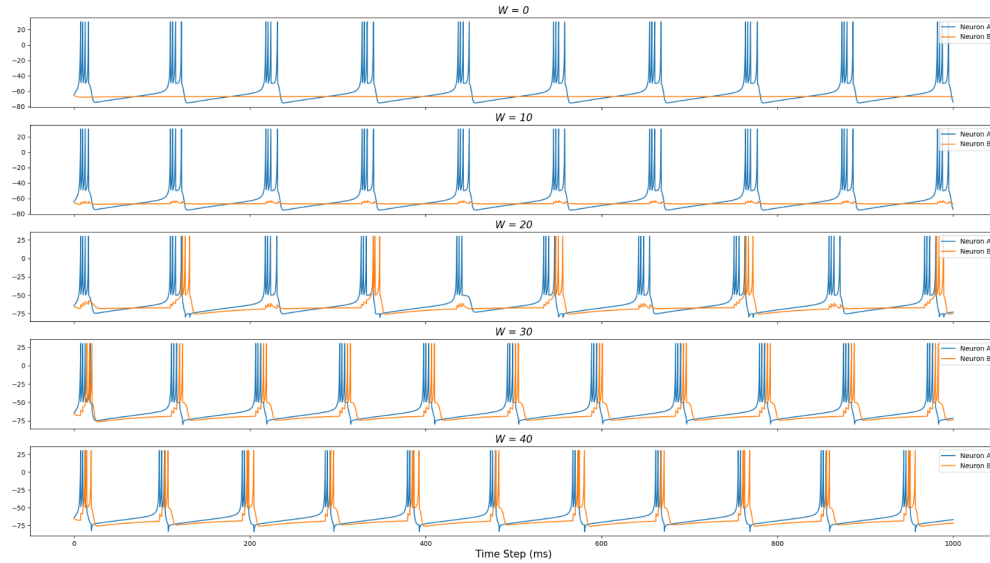 W = 0
20
0
−20
−40
−60
−80
Neuron A
Neuron B
W = 10
20
0
−20
−40
−60
−80
Neuron A
Neuron B
W = 20
25
0
−25
−50
−75
Neuron A
Neuron B
W = 30
25
0
−25
−50
−75
Neuron A
Neuron B
W = 40
25
0
−25
−50
−75
Neuron A
Neuron B
0 200 400 600 800 1000
Time Step (ms)